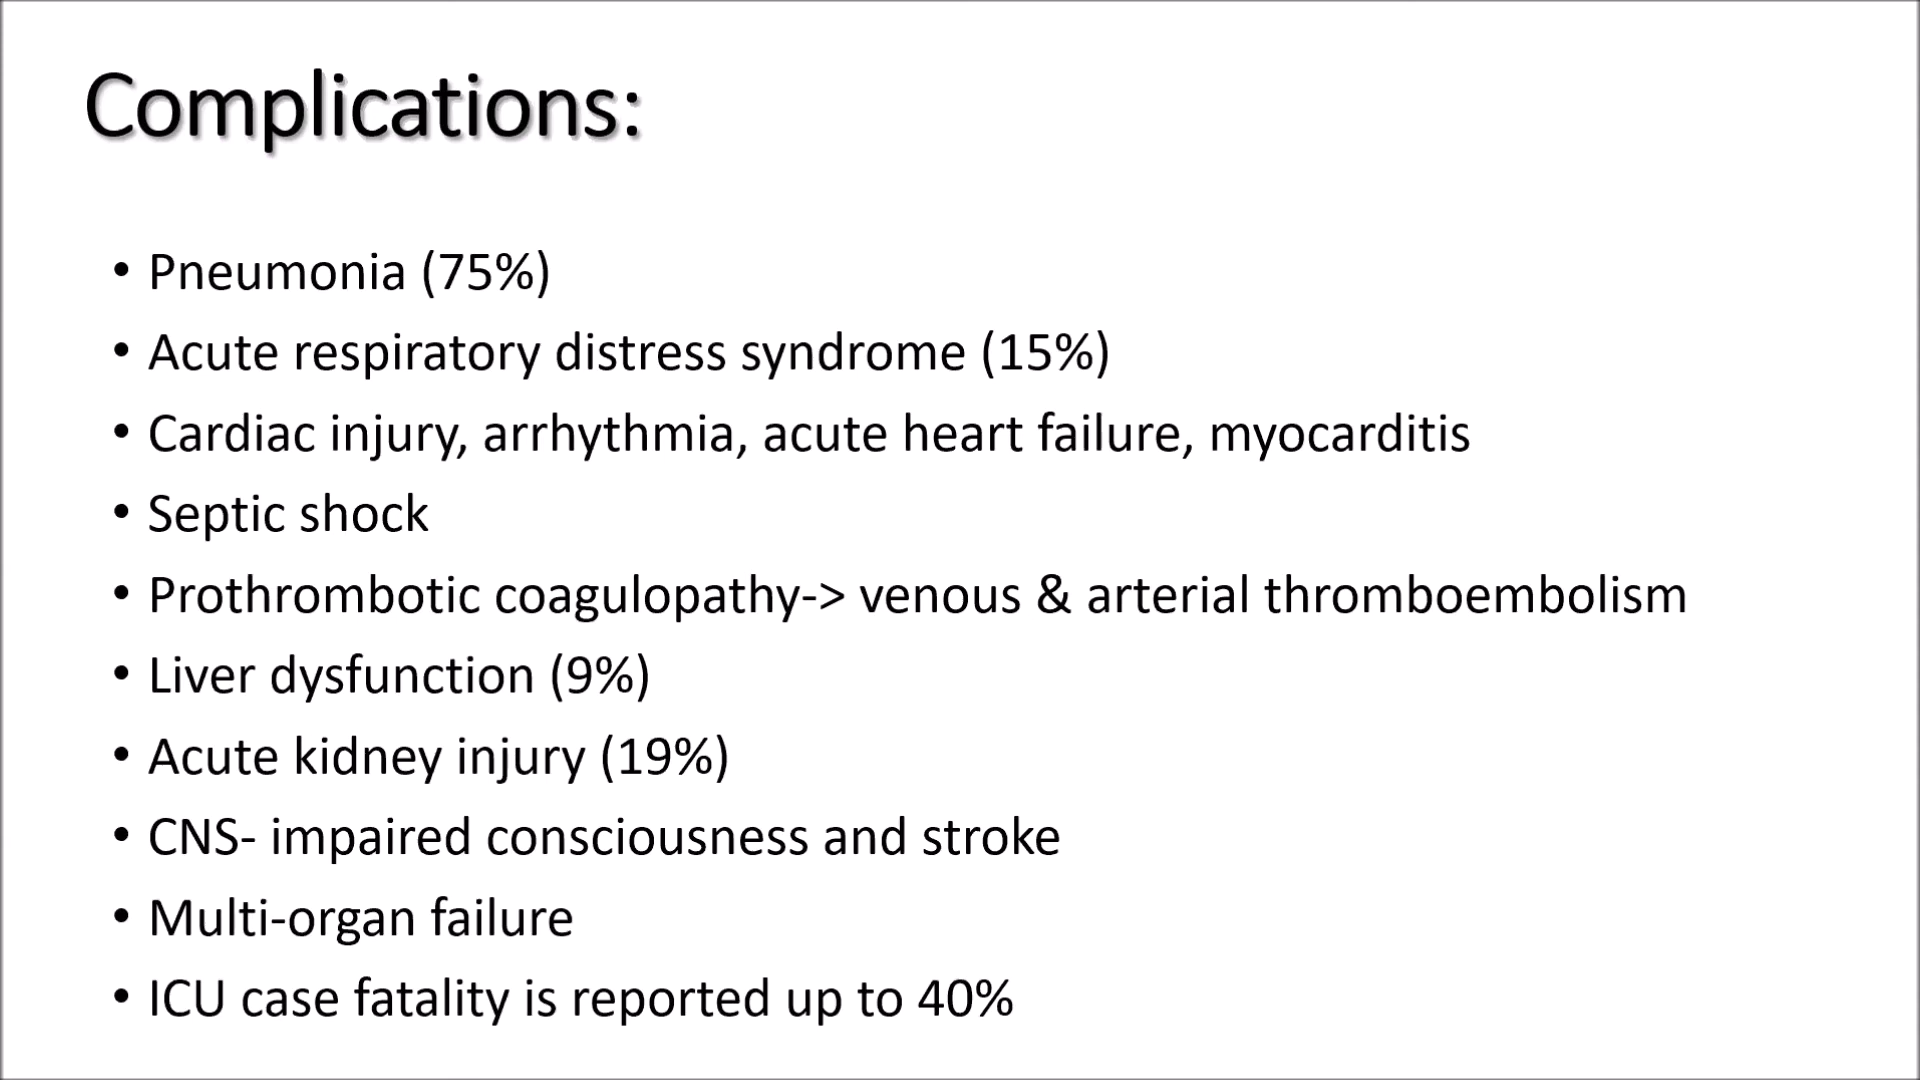 Complications:
• Pneumonia (75%)
• Acute respiratory distress syndrome (15%)
• Cardiac injury, arrhythmia, acute heart failure, myocarditis
• Septic shock
• Prothrombotic coagulopathy-> venous & arterial thromboembolism
• Liver dysfunction (9%)
• Acute kidney injury (19%)
• CNS- impaired consciousness and stroke
• Multi-organ failure
• ICU case fatality is reported up to 40%